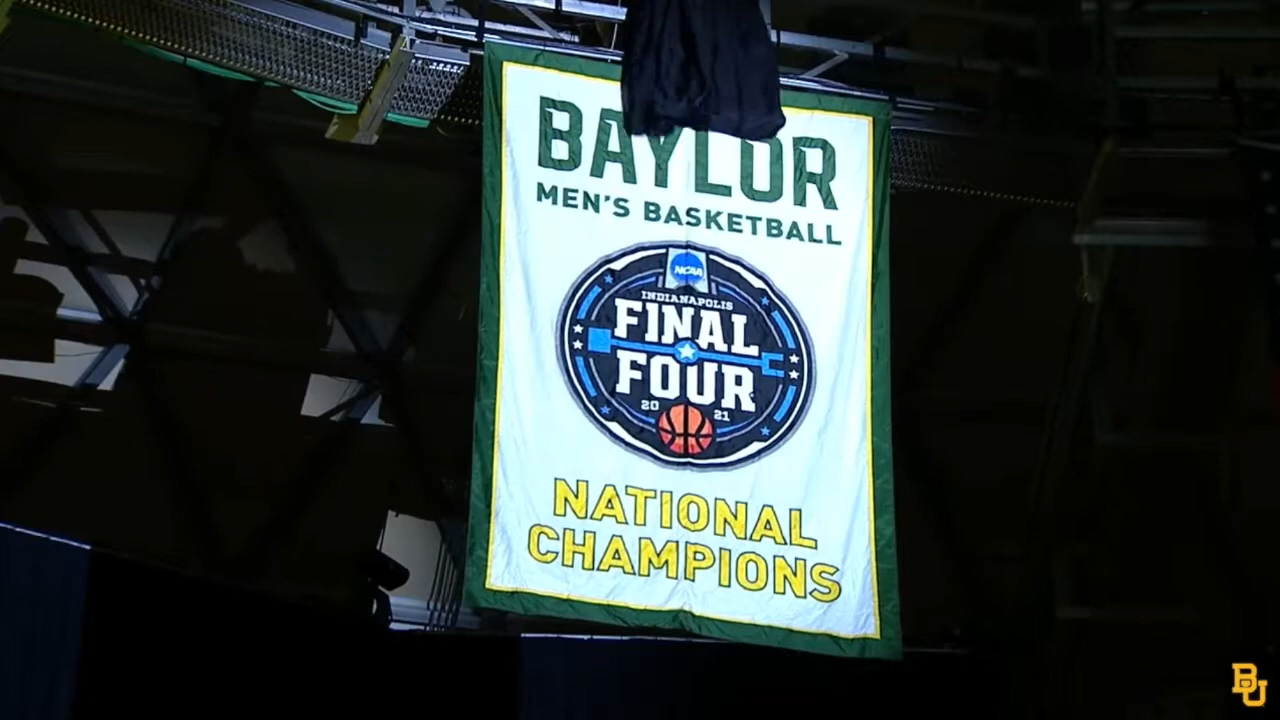 BAYLOR
MEN'S BASKETBALL
NCAA
INDIANAPOLIS
FINAL
FOUR
20 21
NATIONAL
CHAMPIONS
BU